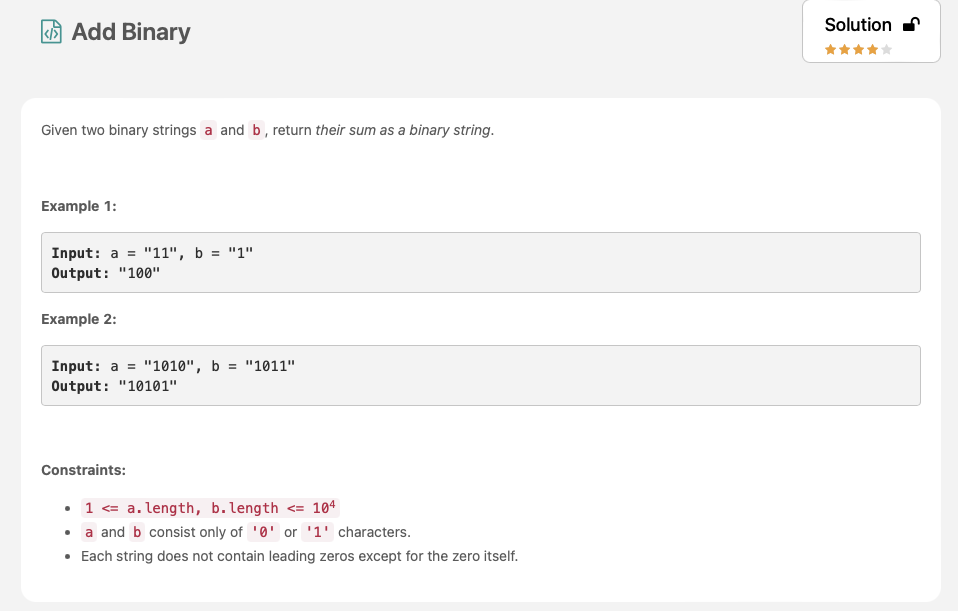 Add Binary
Solution
Given two binary strings a and b, return their sum as a binary string.
Example 1:
Input: a = "11", b = "1"
Output: "100"
Example 2:
Input: a = "1010", b = "1011"
Output: "10101"
Constraints:
1 <= a.length, b.length <= 10⁴
a and b consist only of '0' or '1' characters.
Each string does not contain leading zeros except for the zero itself.